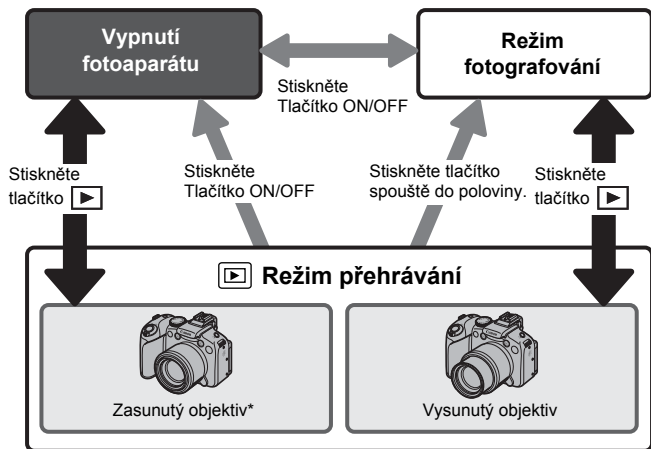 Vypnutí
fotoaparátu
Režim
fotografování
Stiskněte
Tlačítko ON/OFF
Stiskněte
tlačítko
Stiskněte
Tlačítko ON/OFF
Stiskněte tlačítko
spouště do poloviny.
Stiskněte
tlačítko
Režim přehrávání
Zasunutý objektiv*
Vysunutý objektiv